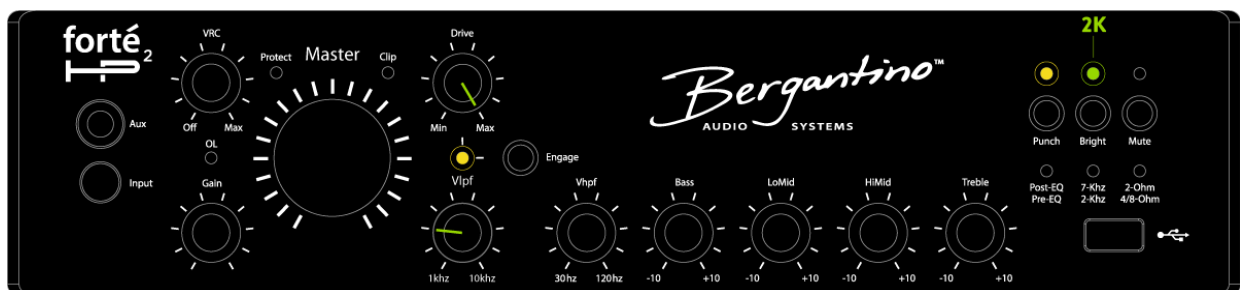 forté
HP2
VRC
Off Max
OL
Gain
Aux
Input
Protect
Master
Clip
Drive
Min Max
Engage
Vlpf
1khz 10khz
Vhpf
30hz 120hz
Bass
-10 +10
LoMid
-10 +10
HiMid
-10 +10
Treble
-10 +10
Bergantino™
AUDIO SYSTEMS
2K
Punch
Bright
Mute
Post-EQ
Pre-EQ
7-Khz
2-Khz
2-Ohm
4/8-Ohm